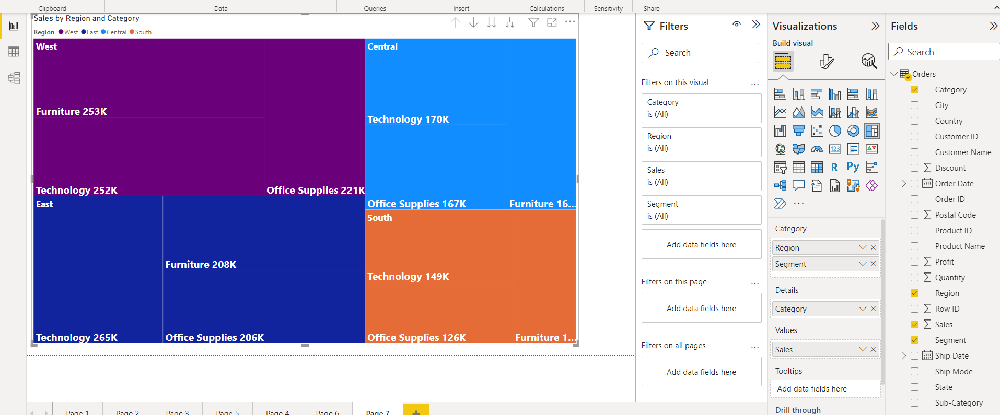 Clipboard Data Queries Insert Calculations Sensitivity Share
Sales by Region and Category
Region West East Central South
West
Furniture 253K
Technology 252K
Office Supplies 221K
East
Technology 265K
Furniture 208K
Office Supplies 206K
Central
Technology 170K
Office Supplies 167K
Furniture 16...
South
Technology 149K
Office Supplies 126K
Furniture 1...
Page 1 Page 2 Page 3 Page 5 Page 4 Page 6 Page 7
Filters
Search
Filters on this visual ...
Category
is (All)
Region
is (All)
Sales
is (All)
Segment
is (All)
Add data fields here
Filters on this page ...
Add data fields here
Filters on all pages ...
Add data fields here
Visualizations
Build visual
123
R Py
...
Category
Region
Segment
Details
Category
Values
Sales
Tooltips
Add data fields here
Drill through
Fields
Search
Orders
Category
City
Country
Customer ID
Customer Name
Discount
Order Date
Order ID
Postal Code
Product ID
Product Name
Profit
Quantity
Region
Row ID
Sales
Segment
Ship Date
Ship Mode
State
Sub-Category